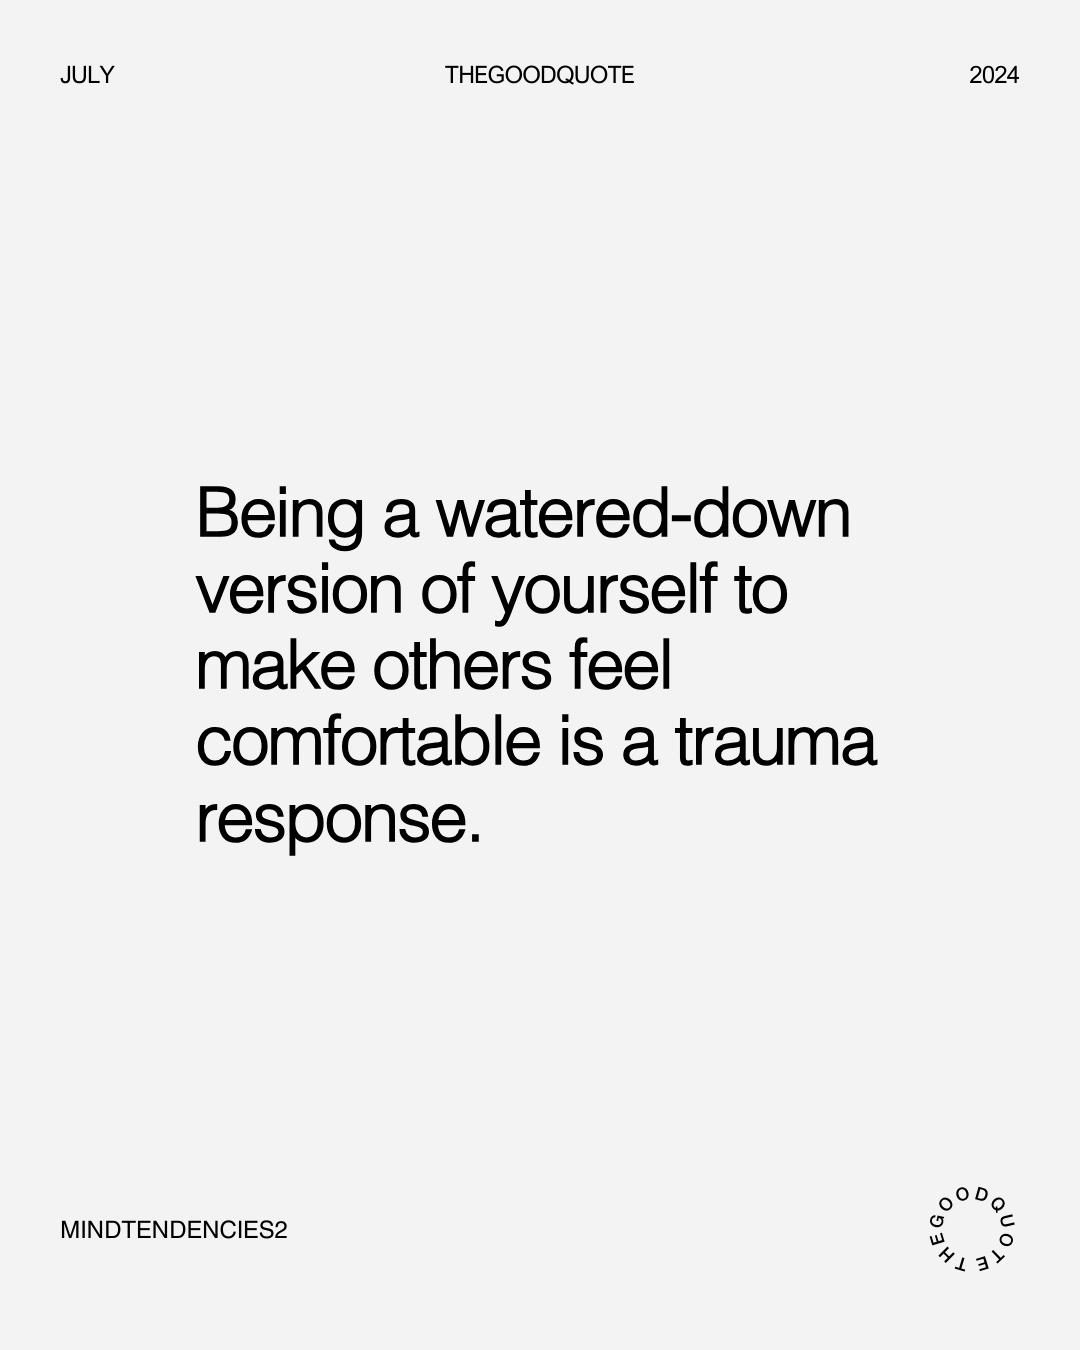 JULY THEGOODQUOTE 2024
Being a watered-down
version of yourself to
make others feel
comfortable is a trauma
response.
MINDTENDENCIES2
THEGOODQUOTE